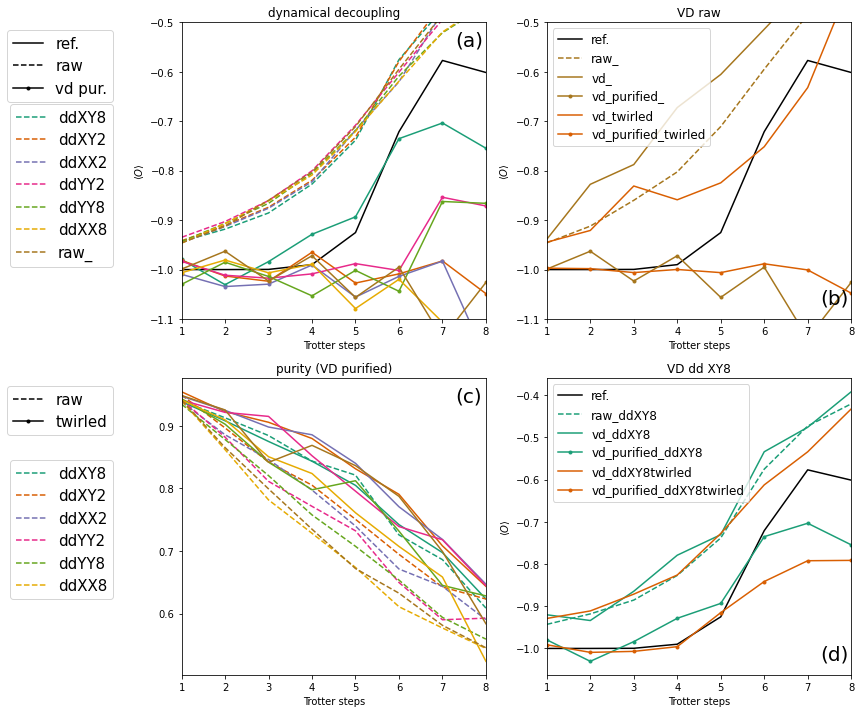 ref.
raw
vd pur.
ddXY8
ddXY2
ddXX2
ddYY2
ddYY8
ddXX8
raw_
dynamical decoupling
(a)
−0.5
−0.6
−0.7
−0.8
−0.9
−1.0
−1.1
⟨O⟩
1 2 3 4 5 6 7 8
Trotter steps
VD raw
ref.
raw_
vd_
vd_purified_
vd_twirled
vd_purified_twirled
(b)
−0.5
−0.6
−0.7
−0.8
−0.9
−1.0
−1.1
1 2 3 4 5 6 7 8
Trotter steps
raw
twirled
ddXY8
ddXY2
ddXX2
ddYY2
ddYY8
ddXX8
purity (VD purified)
(c)
0.9
0.8
0.7
0.6
1 2 3 4 5 6 7 8
Trotter steps
VD dd XY8
ref.
raw_ddXY8
vd_ddXY8
vd_purified_ddXY8
vd_ddXY8twirled
vd_purified_ddXY8twirled
(d)
−0.4
−0.5
−0.6
−0.7
−0.8
−0.9
−1.0
⟨O⟩
1 2 3 4 5 6 7 8
Trotter steps